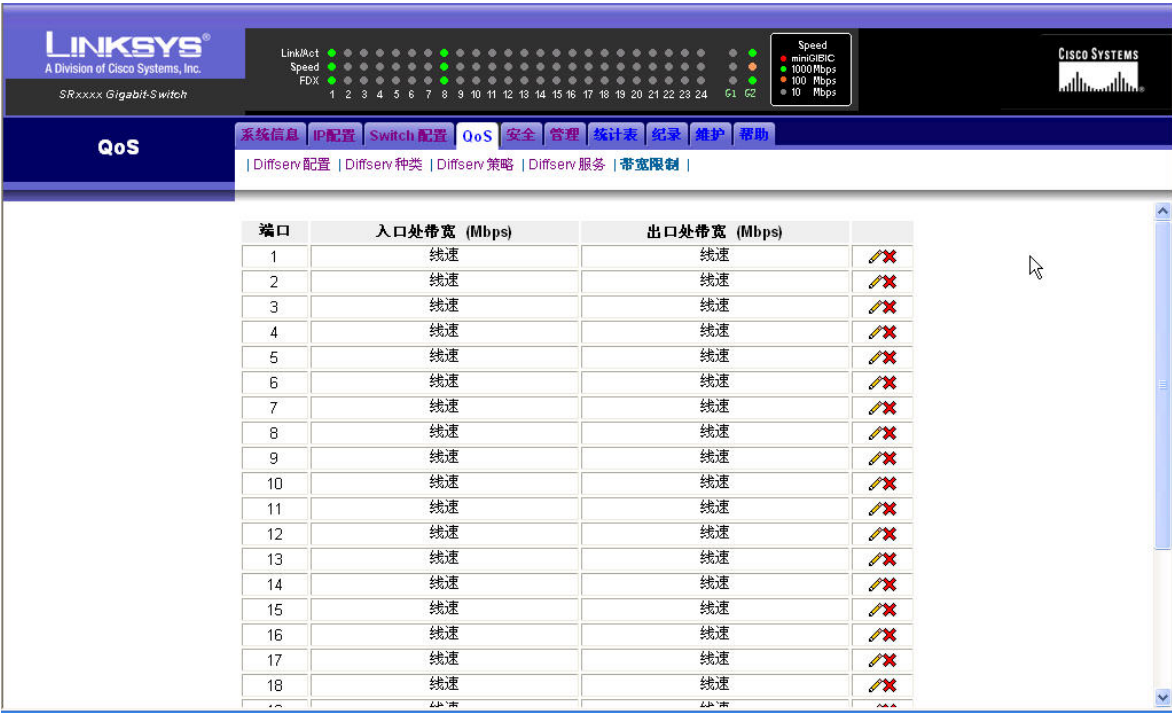 LINKSYS®
A Division of Cisco Systems, Inc.
SRxxxx Gigabit-Switch
Link/Act
Speed
FDX
1 2 3 4 5 6 7 8 9 10 11 12 13 14 15 16 17 18 19 20 21 22 23 24 G1 G2
Speed
miniGIBIC
1000Mbps
100 Mbps
10 Mbps
CISCO SYSTEMS
QoS
系统信息 IP配置 Switch 配置 QoS 安全 管理 统计表 纪录 维护 帮助
| Diffserv 配置 | Diffserv 种类 | Diffserv 策略 | Diffserv 服务 | 带宽限制 |
端口 入口处带宽 (Mbps) 出口处带宽 (Mbps)
1 线速 线速
2 线速 线速
3 线速 线速
4 线速 线速
5 线速 线速
6 线速 线速
7 线速 线速
8 线速 线速
9 线速 线速
10 线速 线速
11 线速 线速
12 线速 线速
13 线速 线速
14 线速 线速
15 线速 线速
16 线速 线速
17 线速 线速
18 线速 线速